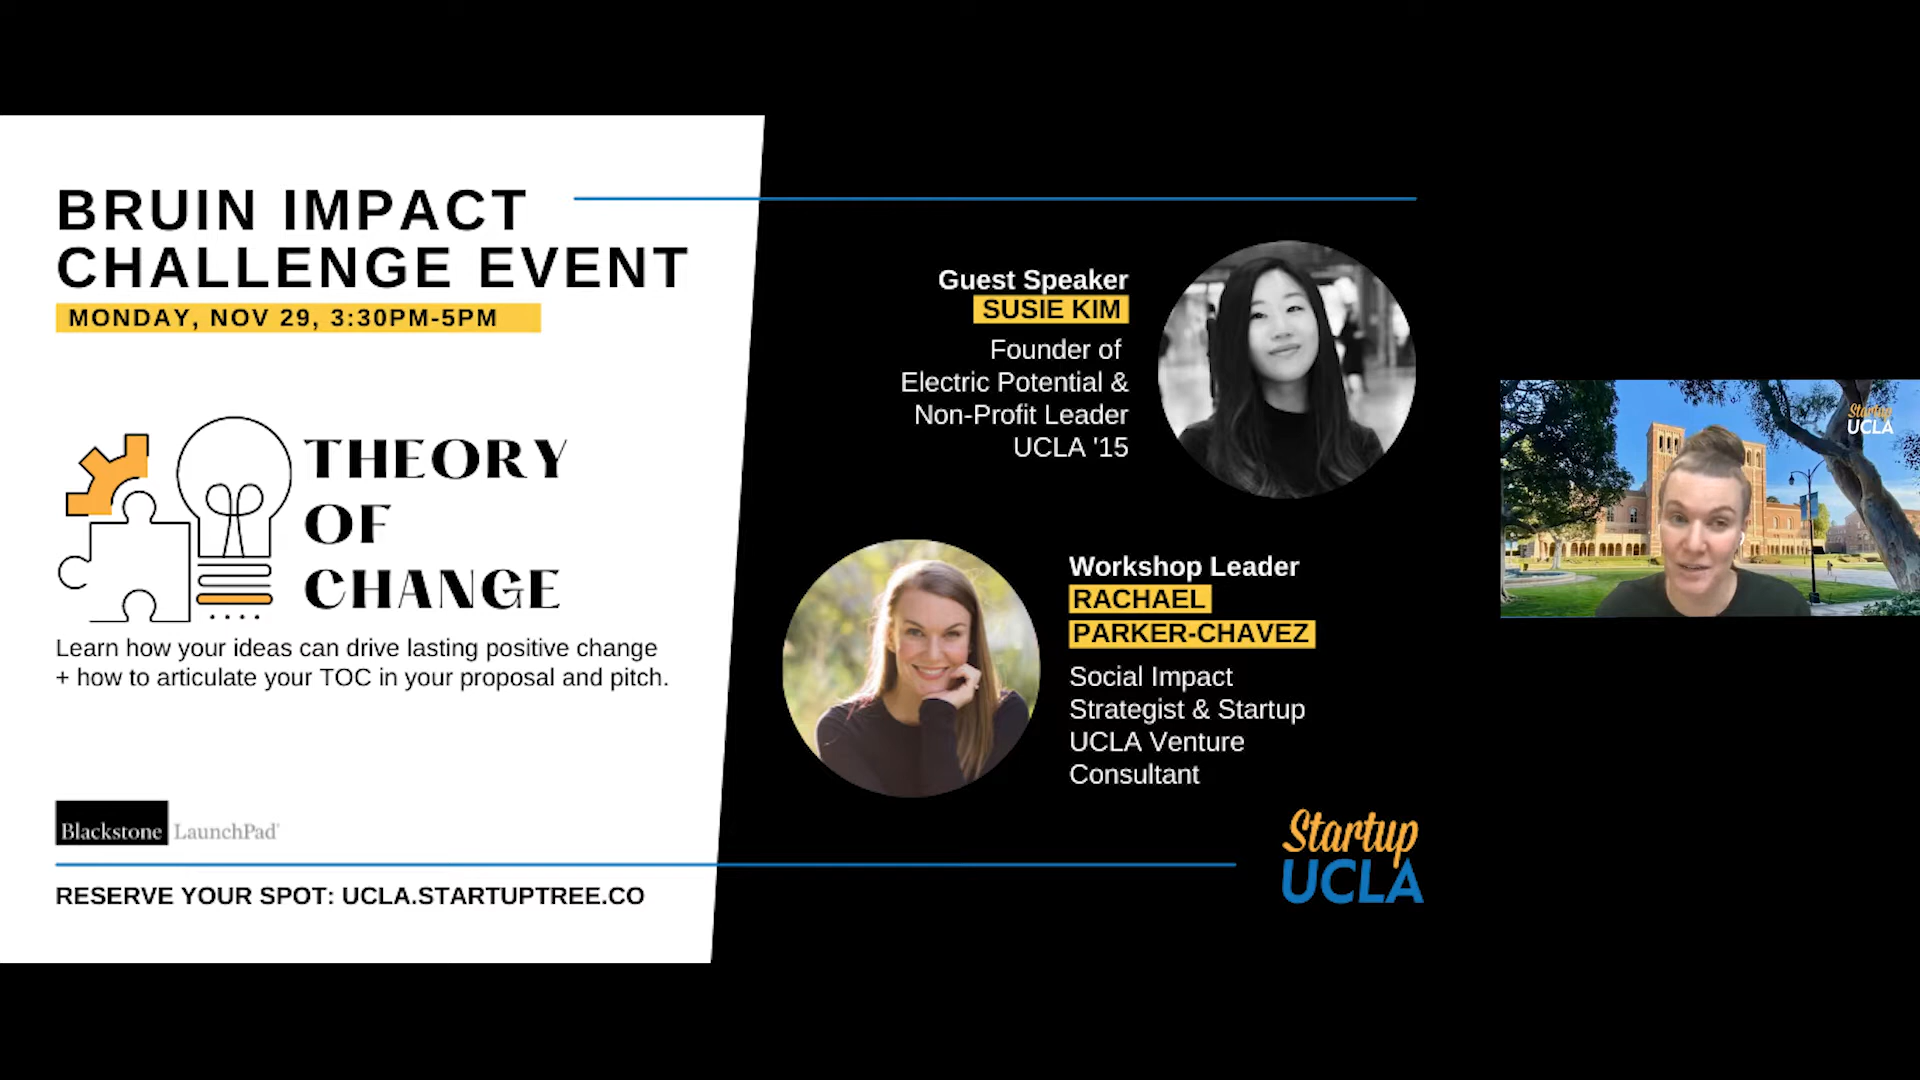 BRUIN IMPACT
CHALLENGE EVENT
MONDAY, NOV 29, 3:30PM-5PM
THEORY
OF
CHANGE
Learn how your ideas can drive lasting positive change
+ how to articulate your TOC in your proposal and pitch.
Blackstone LaunchPad
RESERVE YOUR SPOT: UCLA.STARTUPTREE.CO
Guest Speaker
SUSIE KIM
Founder of
Electric Potential &
Non-Profit Leader
UCLA '15
Workshop Leader
RACHAEL
PARKER-CHAVEZ
Social Impact
Strategist & Startup
UCLA Venture
Consultant
Startup
UCLA
Startup
UCLA